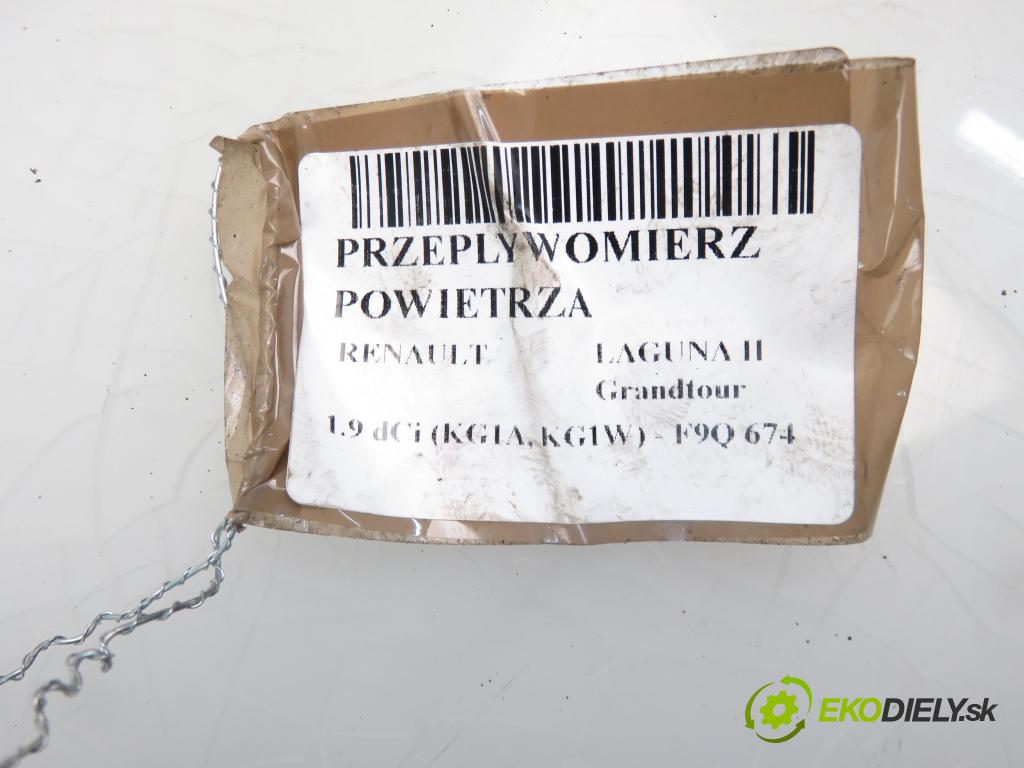 PRZEPLYWOMIERZ
POWIETRZA
RENAULT LAGUNA II
Grandtour
1.9 dCi (KG1A, KG1W) - F9Q 674
EKODIELY.sk